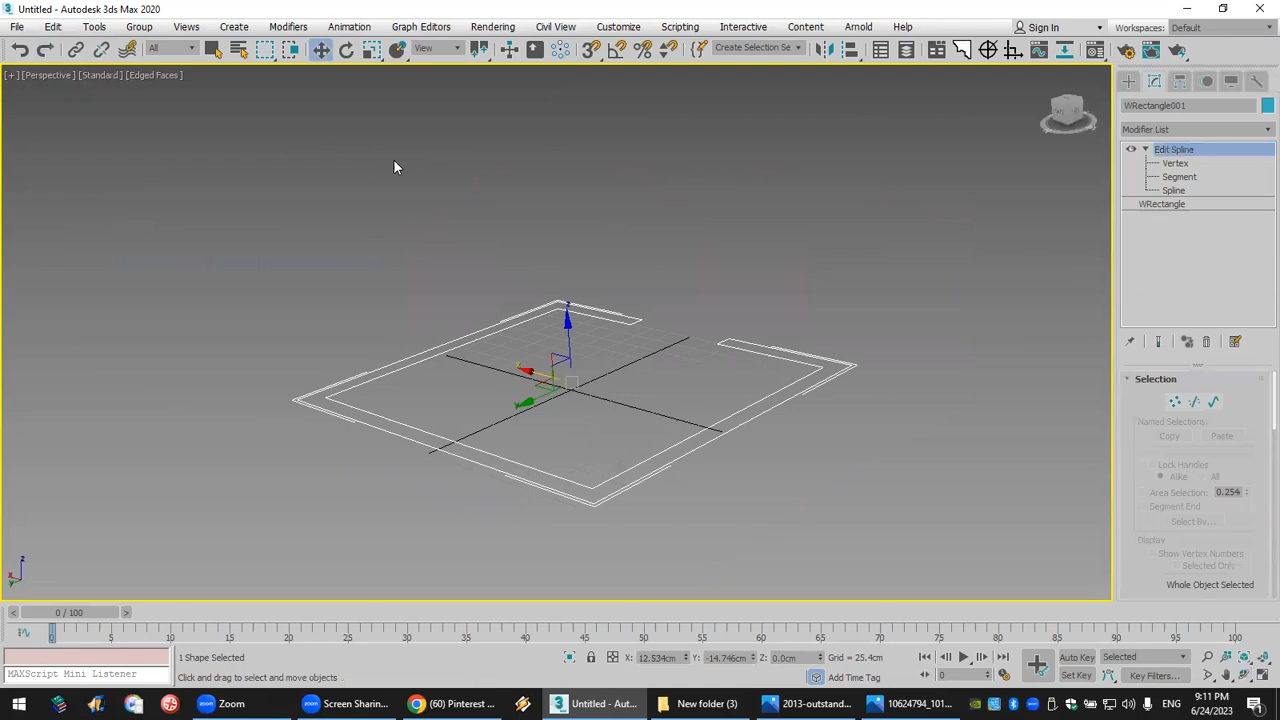 Untitled - Autodesk 3ds Max 2020
File Edit Tools Group Views Create Modifiers Animation Graph Editors Rendering Civil View Customize Scripting Interactive Content Arnold Help Sign In Workspaces: Default
All View Create Selection Se
[+] [Perspective] [Standard] [Edged Faces]
WRectangle001
Modifier List
Edit Spline
Vertex
Segment
Spline
WRectangle
Selection
Named Selections:
Copy Paste
Lock Handles
Alike All
Area Selection: 0.254
Segment End
Select By...
Display
Show Vertex Numbers
Selected Only
Whole Object Selected
0 / 100
0 5 10 15 20 25 30 35 40 45 50 55 60 65 70 75 80 85 90 95 100
1 Shape Selected X: 12.534cm Y: -14.746cm Z: 0.0cm Grid = 25.4cm Auto Key Selected
MAXScript Mini Listener Click and drag to select and move objects Add Time Tag 0 Set Key Key Filters...
Zoom Screen Sharin... Pinterest ... Untitled - Aut... New folder (3) 2013-outstand... 10624794_101... ENG 9:11 PM
6/24/2023